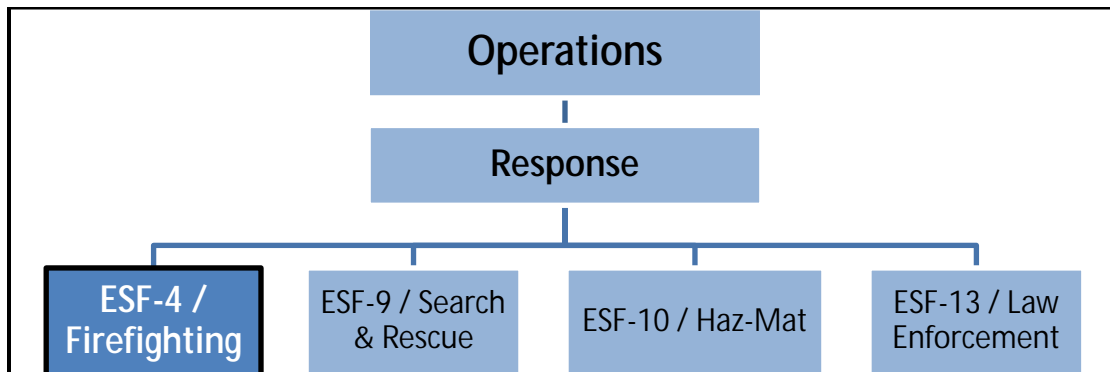 Operations
Response
ESF-4 /
Firefighting
ESF-9 / Search
& Rescue
ESF-10 / Haz-Mat
ESF-13 / Law
Enforcement